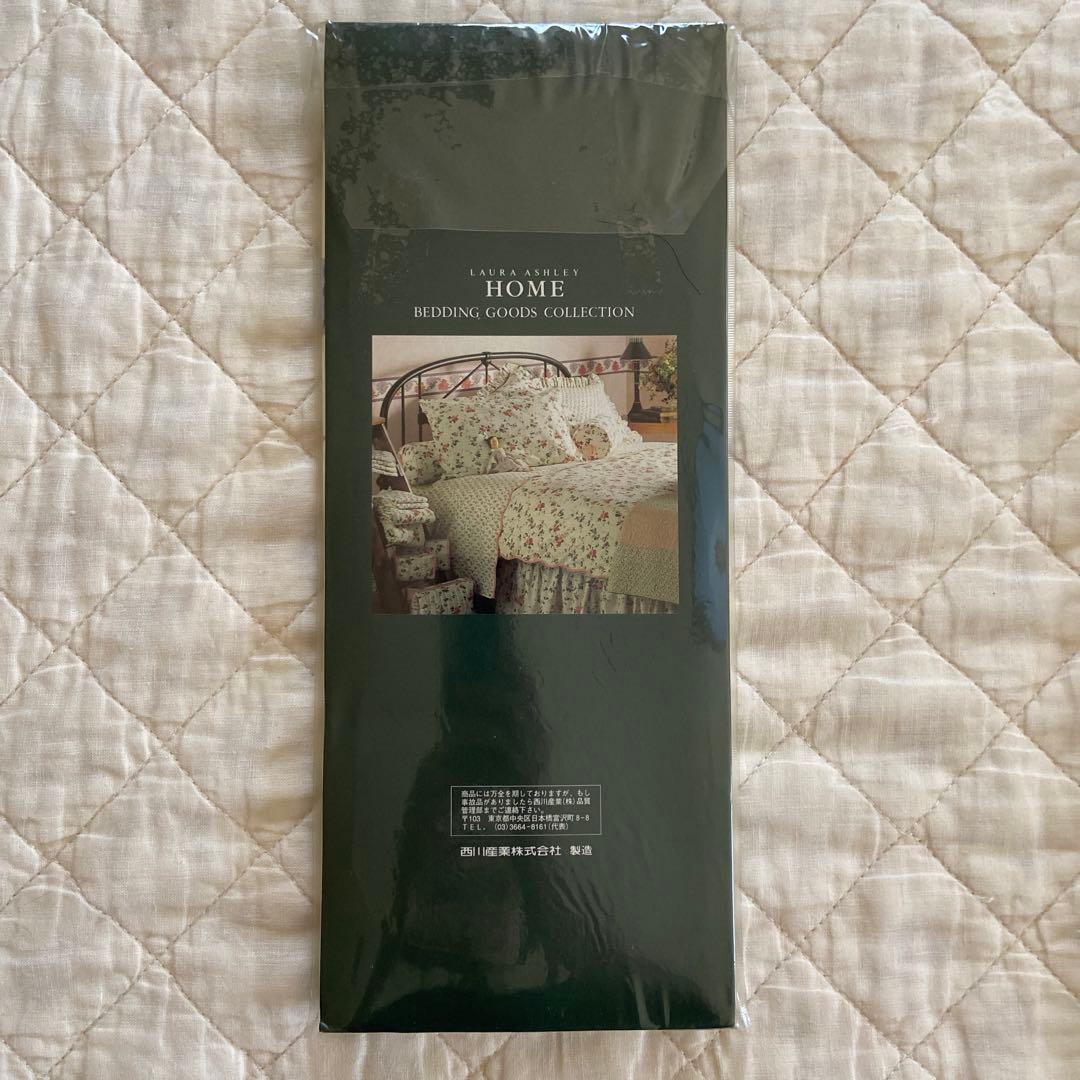 LAURA ASHLEY
HOME
BEDDING GOODS COLLECTION
商品には万全を期しておりますが、もし
事故品がありましたら西川産業(株)品質
管理部までご連絡下さい。
〒103 東京都中央区日本橋富沢町8-8
TEL. (03)3664-8161(代表)
西川産業株式会社 製造